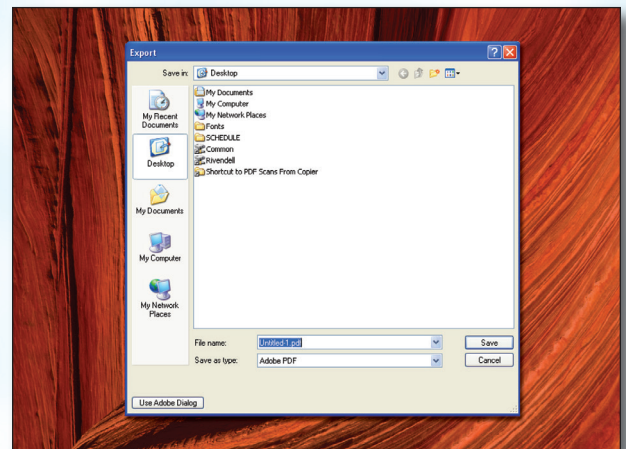 Export
Save in:
Desktop
My Recent
Documents
Desktop
My Documents
My Computer
My Network
Places
My Documents
My Computer
My Network Places
Fonts
SCHEDULE
Common
Rivendell
Shortcut to PDF Scans From Copier
File name:
Untitled-1.pdf
Save
Save as type:
Adobe PDF
Cancel
Use Adobe Dialog